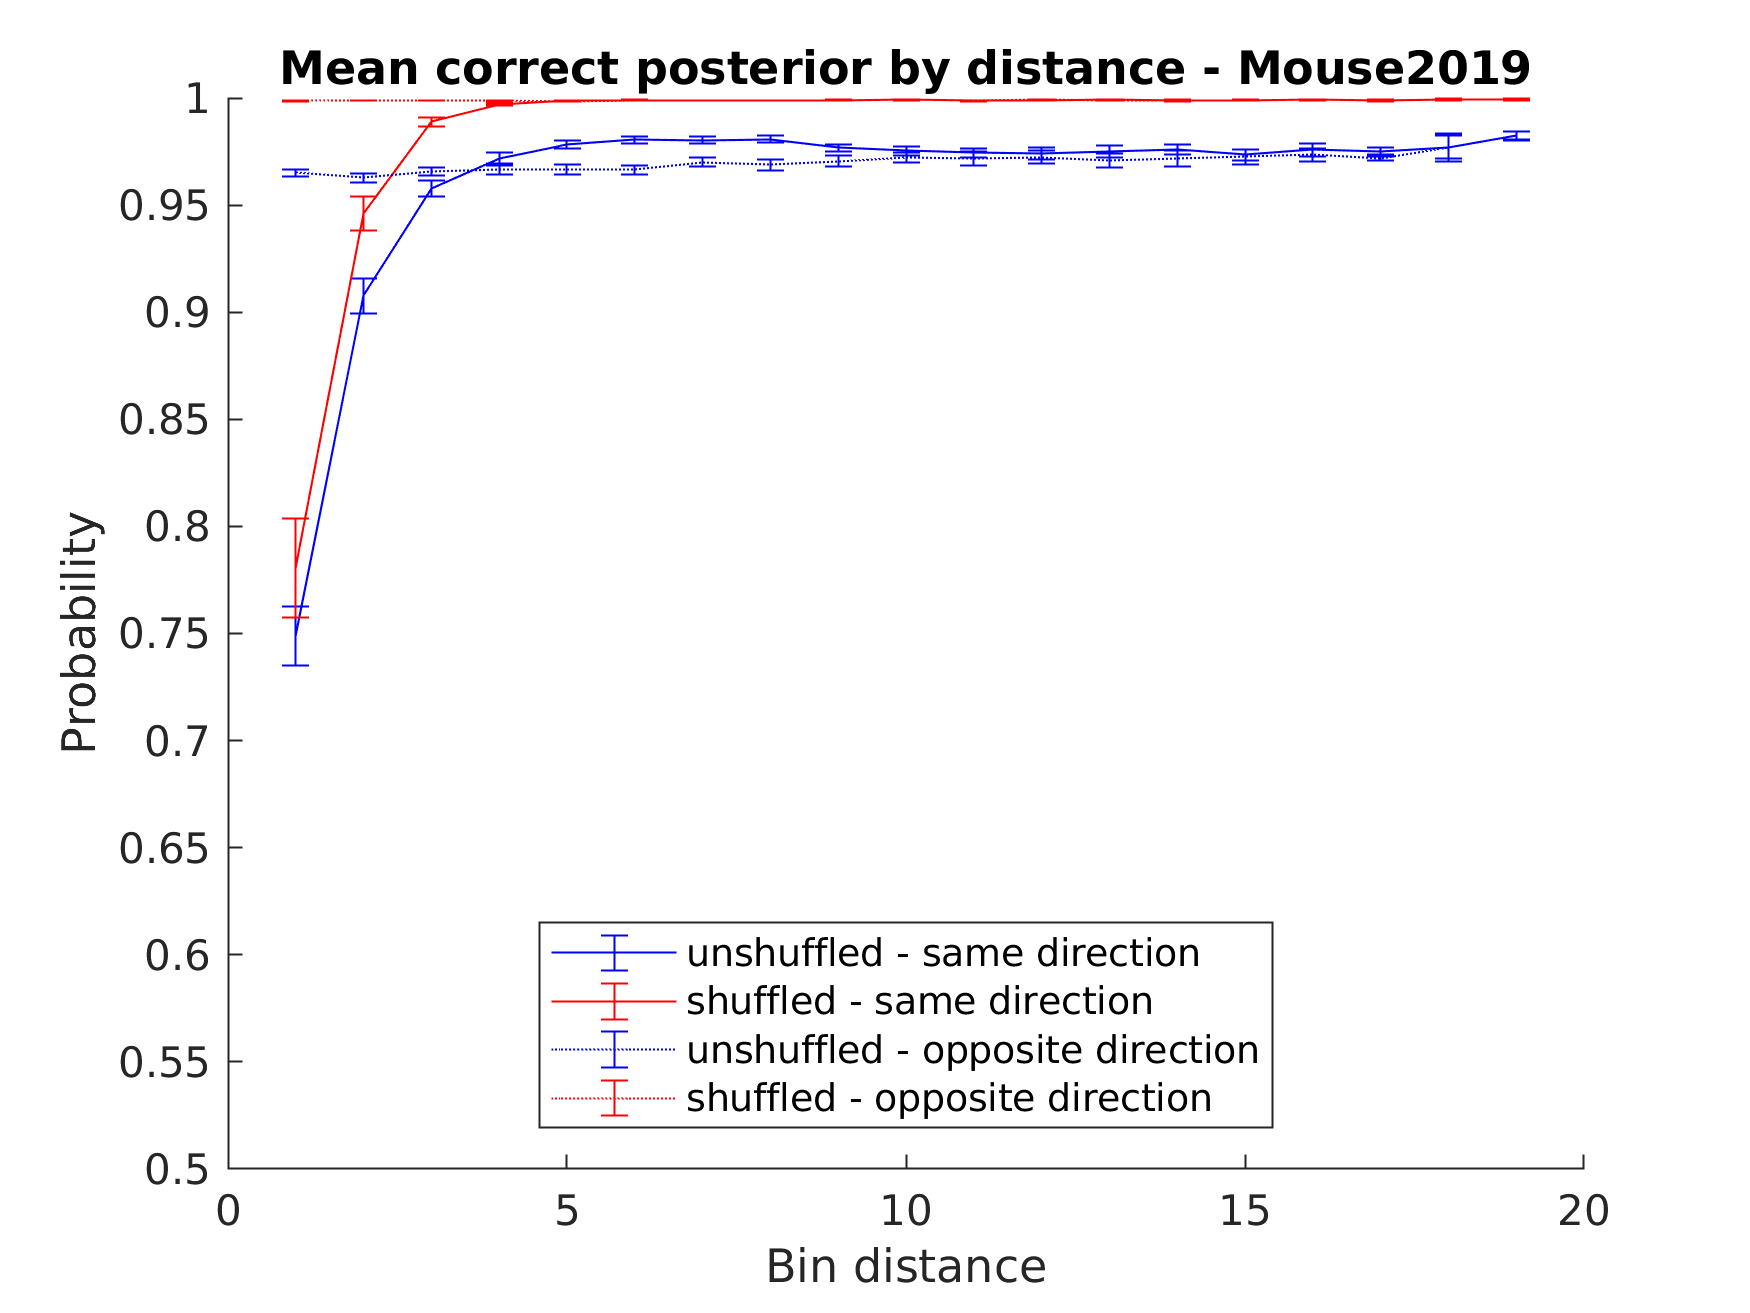 Mean correct posterior by distance - Mouse2019
1
0.95
0.9
0.85
0.8
0.75
0.7
0.65
0.6
0.55
0.5
Probability
unshuffled - same direction
shuffled - same direction
unshuffled - opposite direction
shuffled - opposite direction
0 5 10 15 20
Bin distance